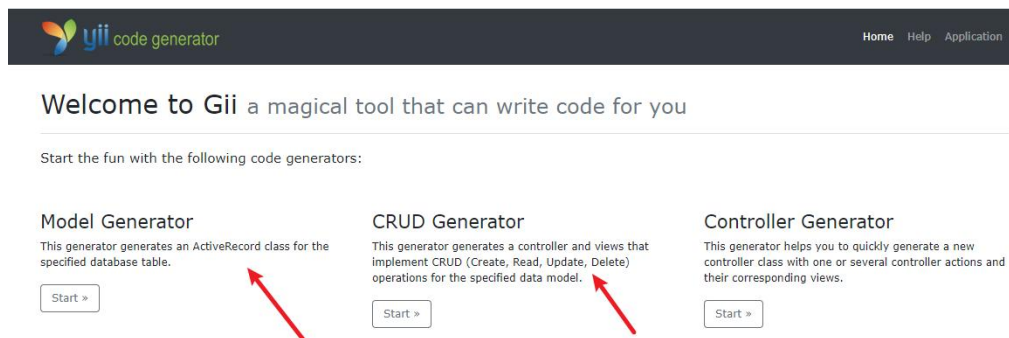 yii code generator
Home Help Application
Welcome to Gii a magical tool that can write code for you
Start the fun with the following code generators:
Model Generator
This generator generates an ActiveRecord class for the
specified database table.
Start »
CRUD Generator
This generator generates a controller and views that
implement CRUD (Create, Read, Update, Delete)
operations for the specified data model.
Start »
Controller Generator
This generator helps you to quickly generate a new
controller class with one or several controller actions and
their corresponding views.
Start »